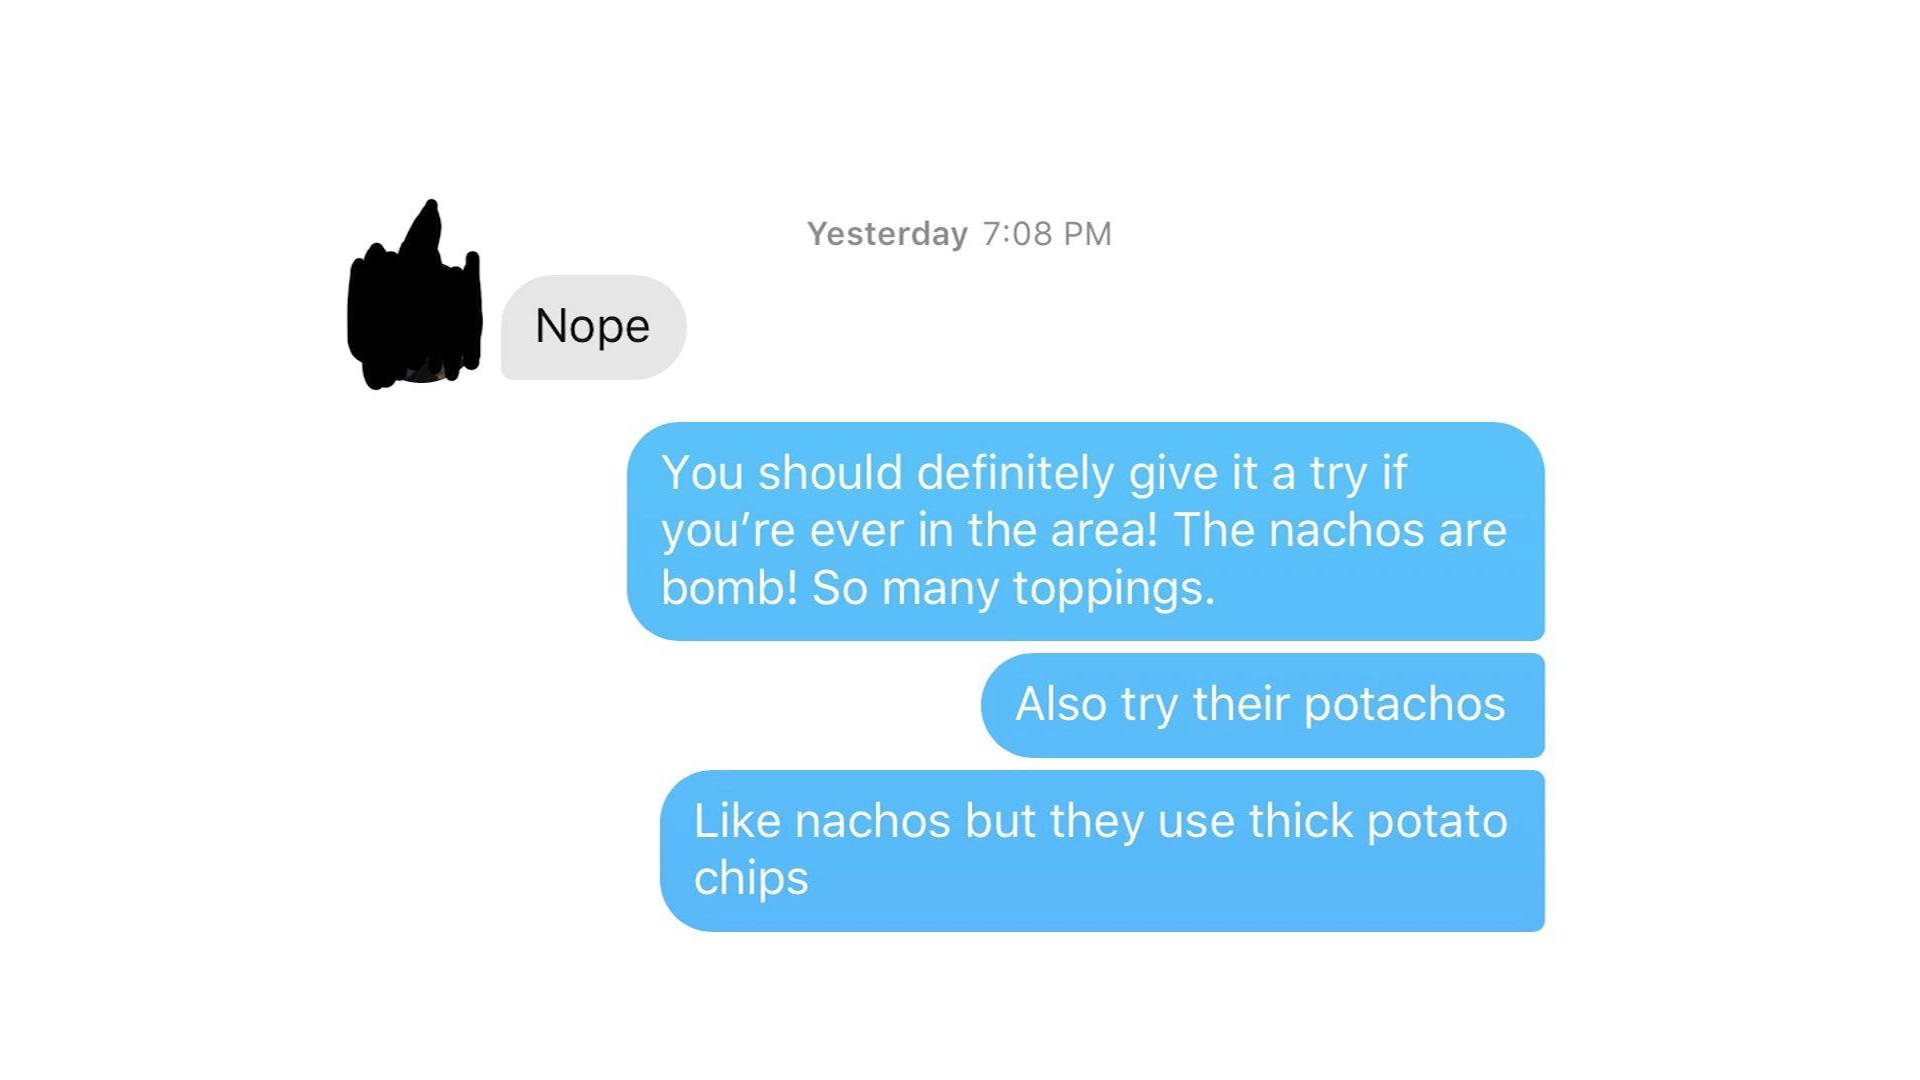 Yesterday 7:08 PM
Nope
You should definitely give it a try if
you’re ever in the area! The nachos are
bomb! So many toppings.
Also try their potachos
Like nachos but they use thick potato
chips